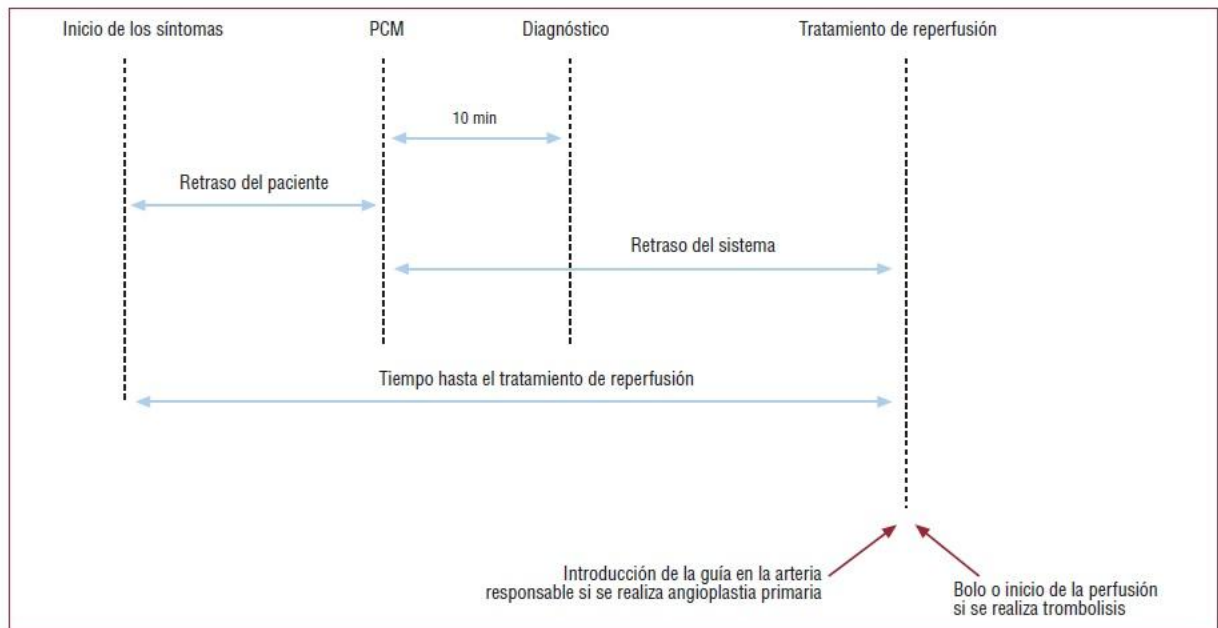 Inicio de los síntomas
PCM
Diagnóstico
Tratamiento de reperfusión
10 min
Retraso del paciente
Retraso del sistema
Tiempo hasta el tratamiento de reperfusión
Introducción de la guía en la arteria
responsable si se realiza angioplastia primaria
Bolo o inicio de la perfusión
si se realiza trombolisis